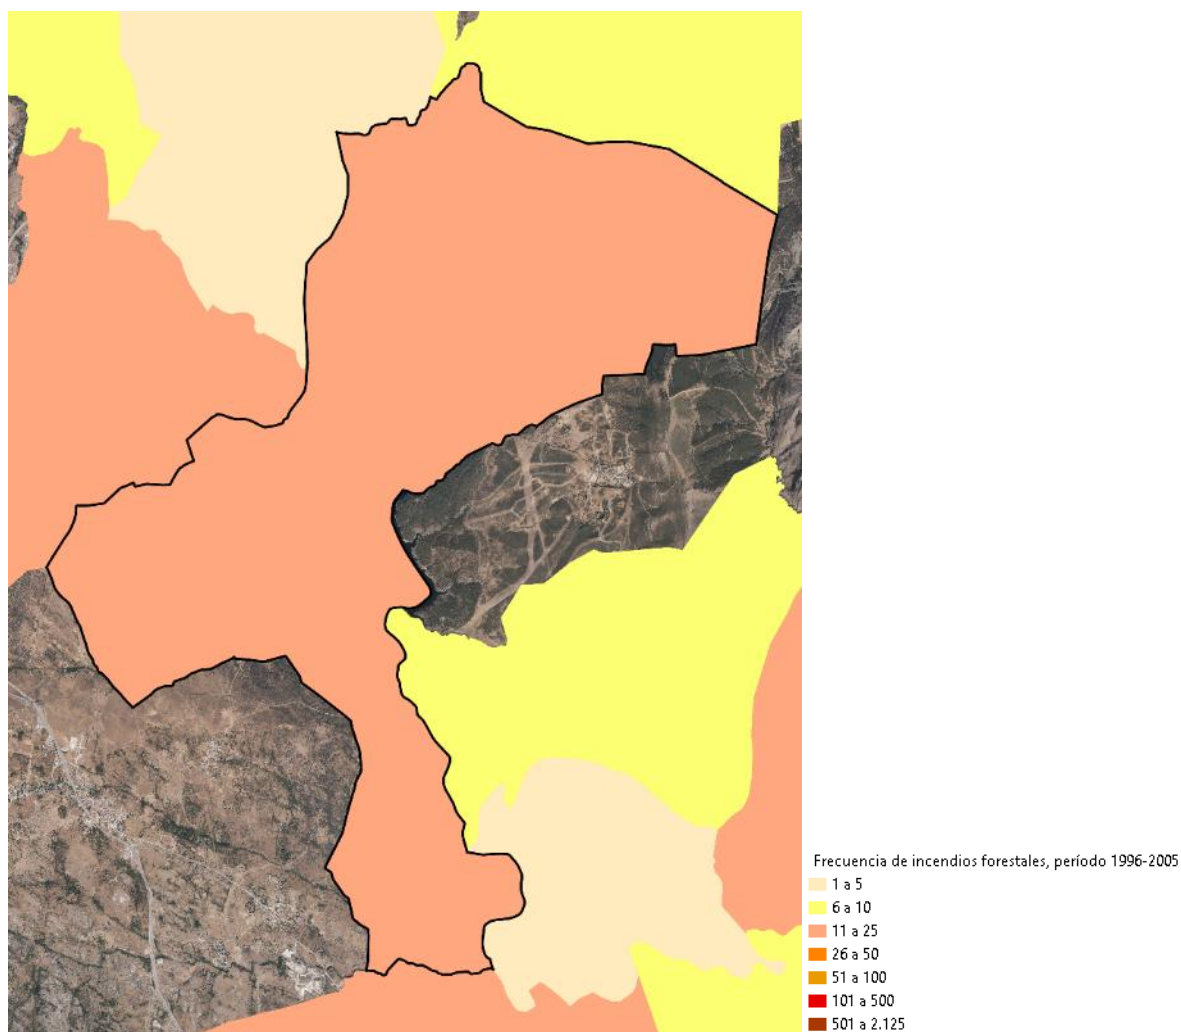 Frecuencia de incendios forestales, período 1996-2005
1 a 5
6 a 10
11 a 25
26 a 50
51 a 100
101 a 500
501 a 2.125